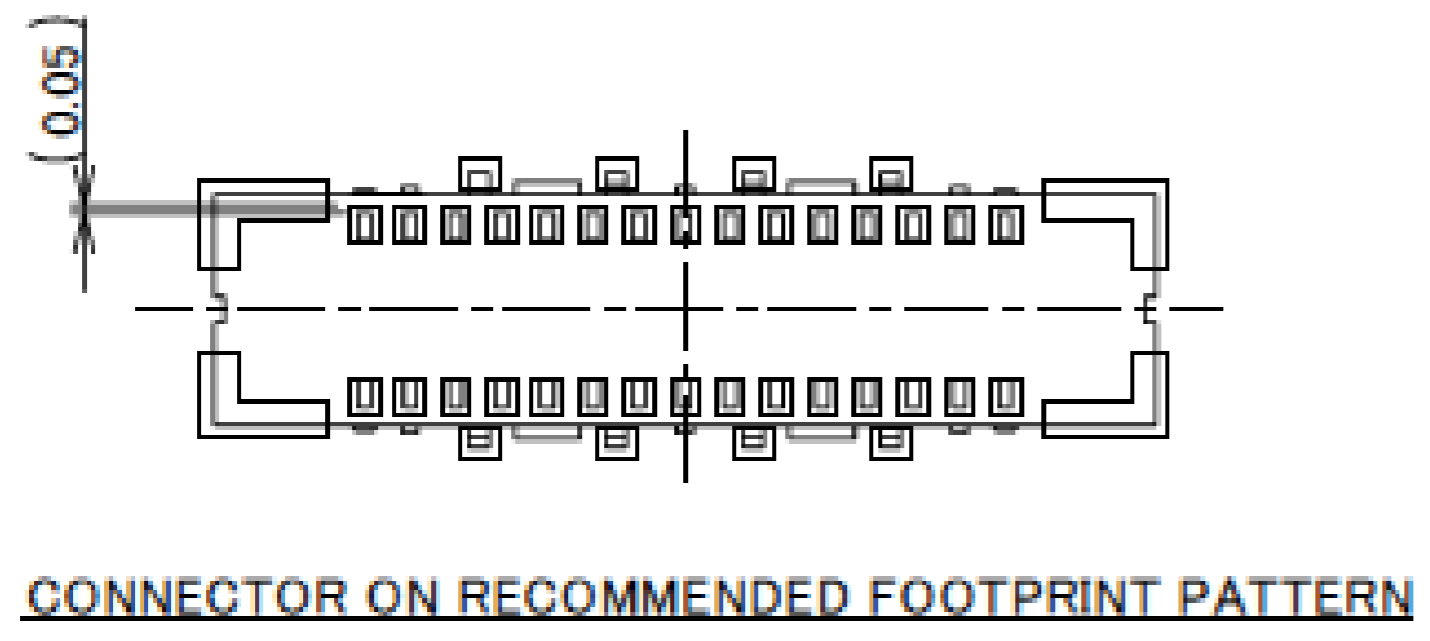 (0.05)
CONNECTOR ON RECOMMENDED FOOTPRINT PATTERN